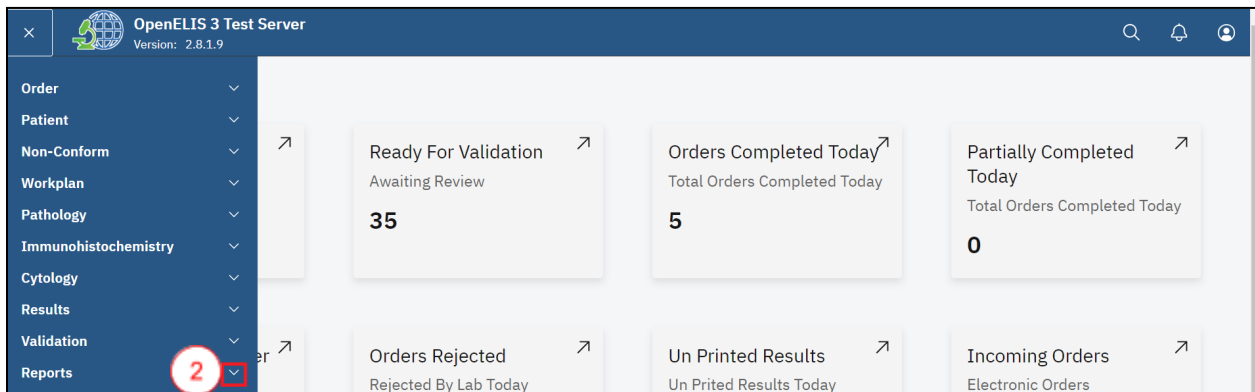 OpenELIS 3 Test Server
Version: 2.8.1.9
Order
Patient
Non-Conform
Workplan
Pathology
Immunohistochemistry
Cytology
Results
Validation
Reports
2
Ready For Validation
Awaiting Review
35
Orders Completed Today
Total Orders Completed Today
5
Partially Completed
Today
Total Orders Completed Today
0
er
Orders Rejected
Rejected By Lab Today
Un Printed Results
Un Prited Results Today
Incoming Orders
Electronic Orders